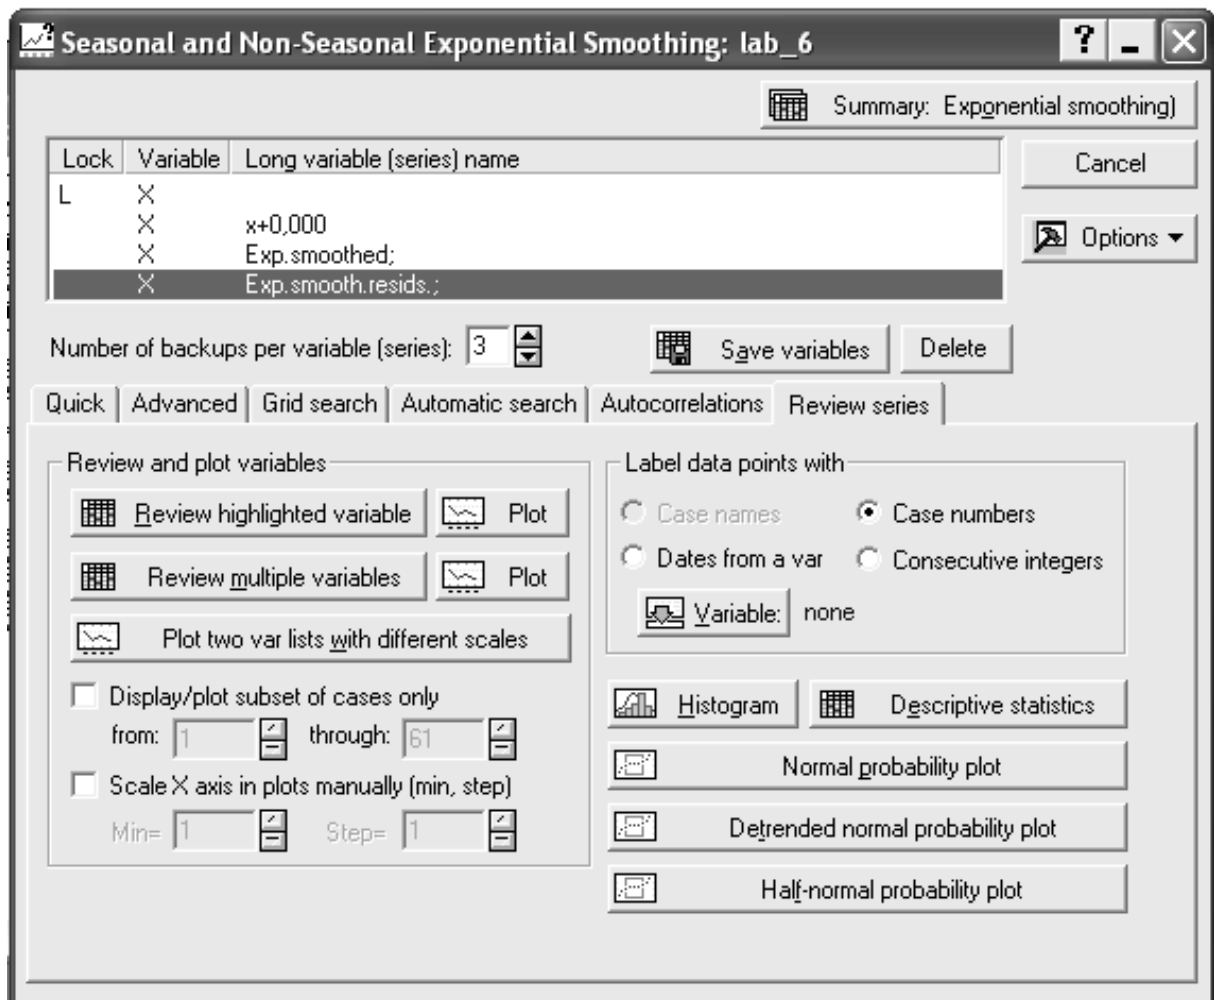 Seasonal and Non-Seasonal Exponential Smoothing: lab_6
Summary: Exponential smoothing)
Lock Variable Long variable (series) name
Cancel
L X
X x+0,000
Options
X Exp.smoothed;
X Exp.smooth.resids.;
Number of backups per variable (series): 3
Save variables
Delete
Quick Advanced Grid search Automatic search Autocorrelations Review series
Review and plot variables
Review highlighted variable Plot
Review multiple variables Plot
Plot two var lists with different scales
Display/plot subset of cases only
from: 1 through: 61
Scale X axis in plots manually (min, step)
Min= 1 Step= 1
Label data points with
Case names Case numbers
Dates from a var Consecutive integers
Variable: none
Histogram Descriptive statistics
Normal probability plot
Detrended normal probability plot
Half-normal probability plot